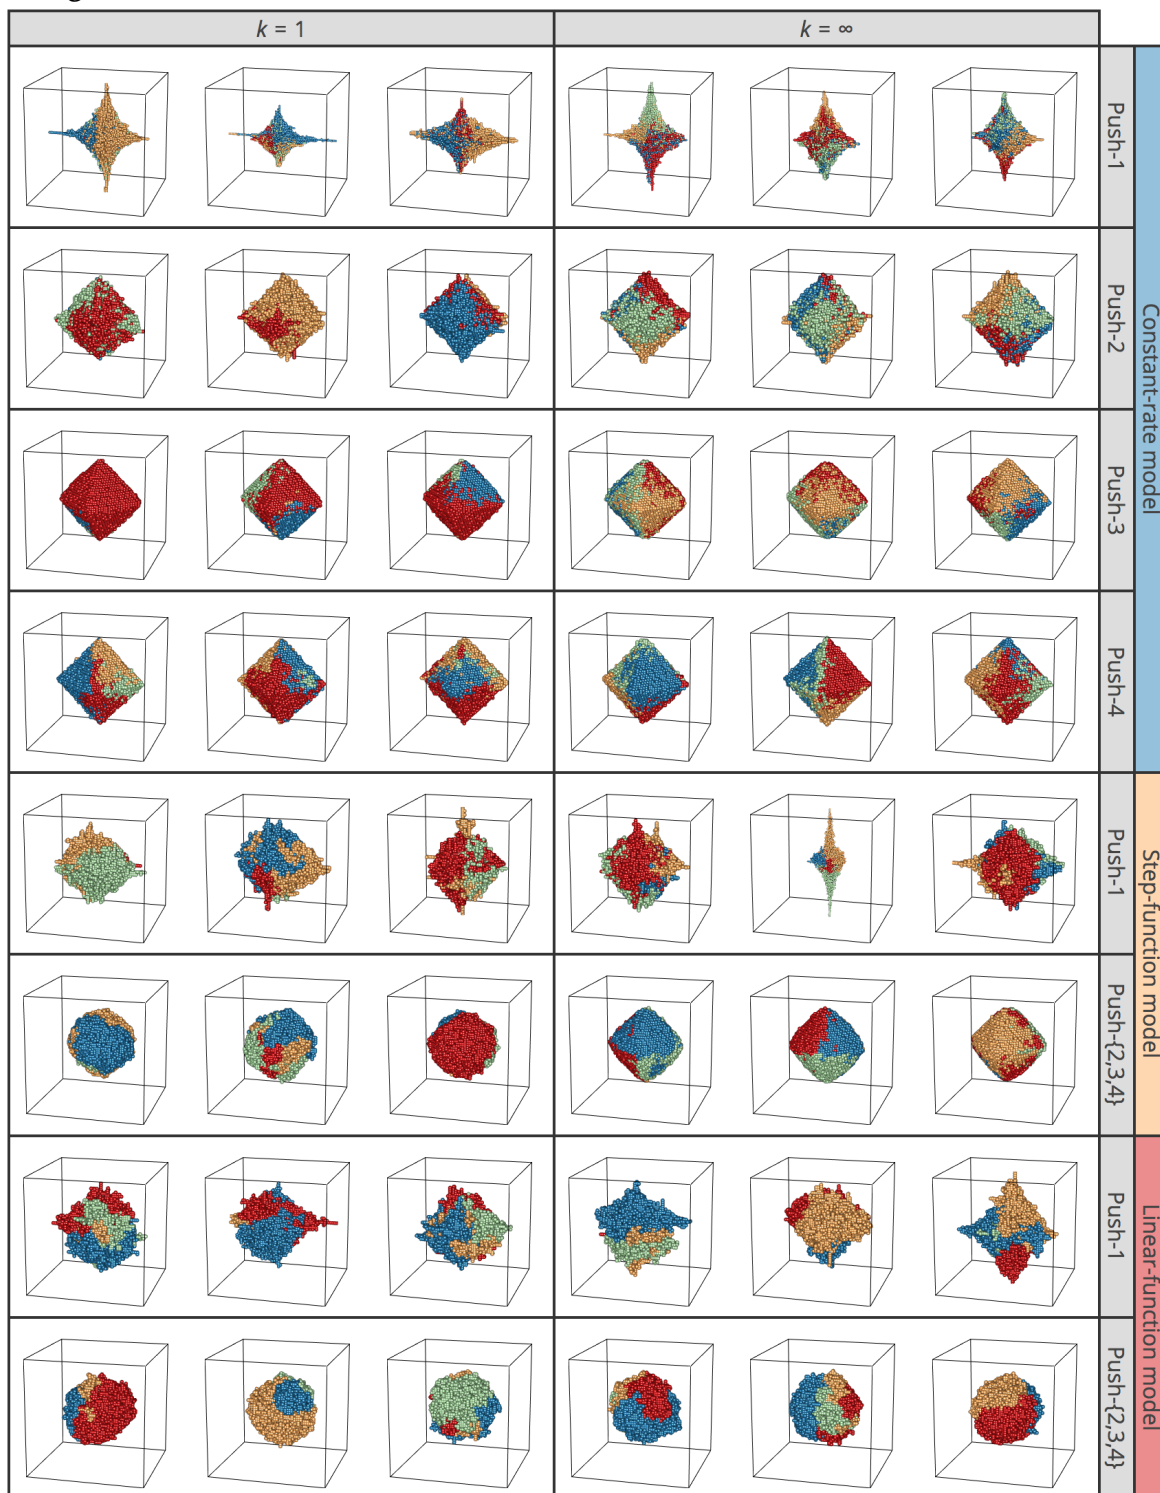 k = 1
k = ∞
Push-1
Push-2
Push-3
Push-4
Constant-rate model
Push-1
Push-{2,3,4}
Step-function model
Push-1
Push-{2,3,4}
Linear-function model